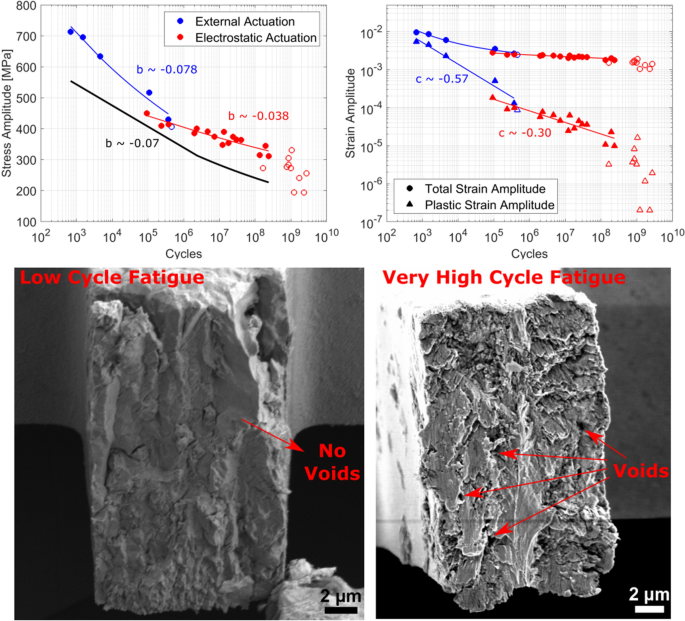 800
700
600
500
400
300
200
100
Stress Amplitude [MPa]
External Actuation
Electrostatic Actuation
b ~ -0.078
b ~ -0.038
b ~ -0.07
10² 10³ 10⁴ 10⁵ 10⁶ 10⁷ 10⁸ 10⁹ 10¹⁰
Cycles
10⁻²
10⁻³
10⁻⁴
10⁻⁵
10⁻⁶
10⁻⁷
Strain Amplitude
c ~ -0.57
c ~ -0.30
Total Strain Amplitude
Plastic Strain Amplitude
10² 10³ 10⁴ 10⁵ 10⁶ 10⁷ 10⁸ 10⁹ 10¹⁰
Cycles
Low Cycle Fatigue
No
Voids
2 μm
Very High Cycle Fatigue
Voids
2 μm